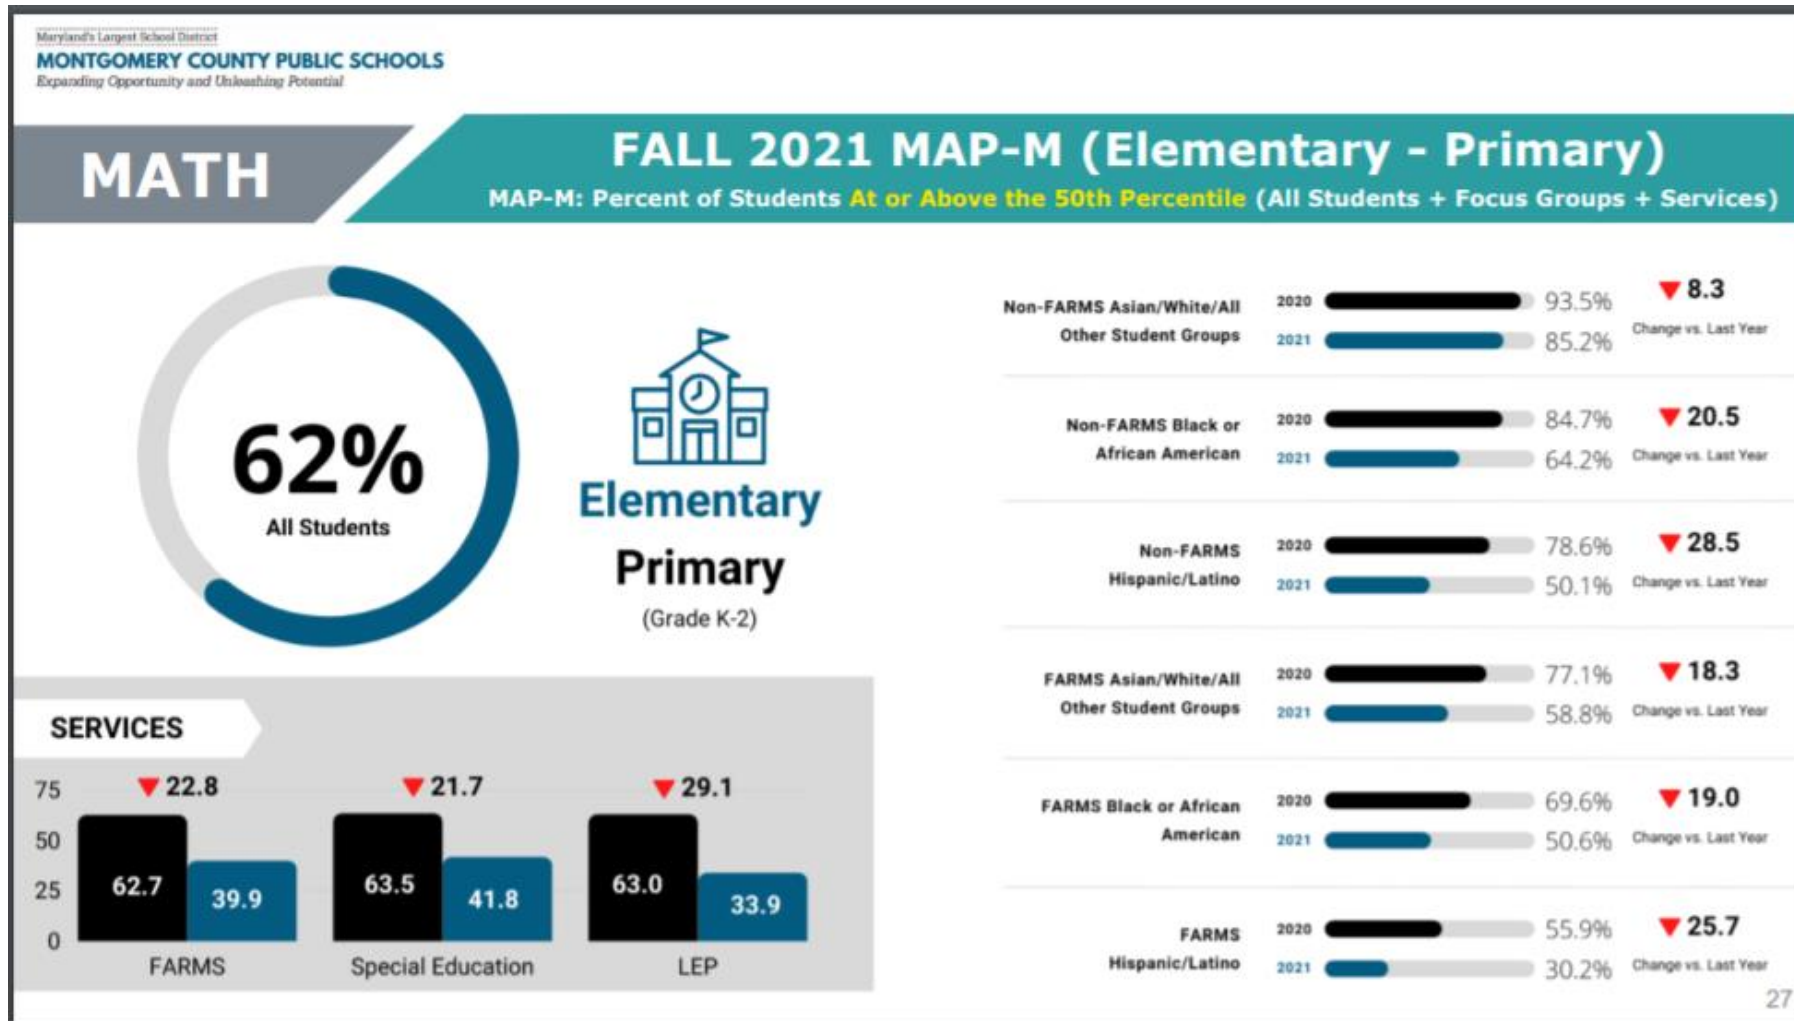 Maryland's Largest School District
MONTGOMERY COUNTY PUBLIC SCHOOLS
Expanding Opportunity and Unleashing Potential
MATH
FALL 2021 MAP-M (Elementary - Primary)
MAP-M: Percent of Students At or Above the 50th Percentile (All Students + Focus Groups + Services)
62%
All Students
Elementary
Primary
(Grade K-2)
SERVICES
75
50
25
0
▼ 22.8
62.7
39.9
FARMS
▼ 21.7
63.5
41.8
Special Education
▼ 29.1
63.0
33.9
LEP
Non-FARMS Asian/White/All
Other Student Groups
2020 93.5%
2021 85.2%
▼ 8.3
Change vs. Last Year
Non-FARMS Black or
African American
2020 84.7%
2021 64.2%
▼ 20.5
Change vs. Last Year
Non-FARMS
Hispanic/Latino
2020 78.6%
2021 50.1%
▼ 28.5
Change vs. Last Year
FARMS Asian/White/All
Other Student Groups
2020 77.1%
2021 58.8%
▼ 18.3
Change vs. Last Year
FARMS Black or African
American
2020 69.6%
2021 50.6%
▼ 19.0
Change vs. Last Year
FARMS
Hispanic/Latino
2020 55.9%
2021 30.2%
▼ 25.7
Change vs. Last Year
27